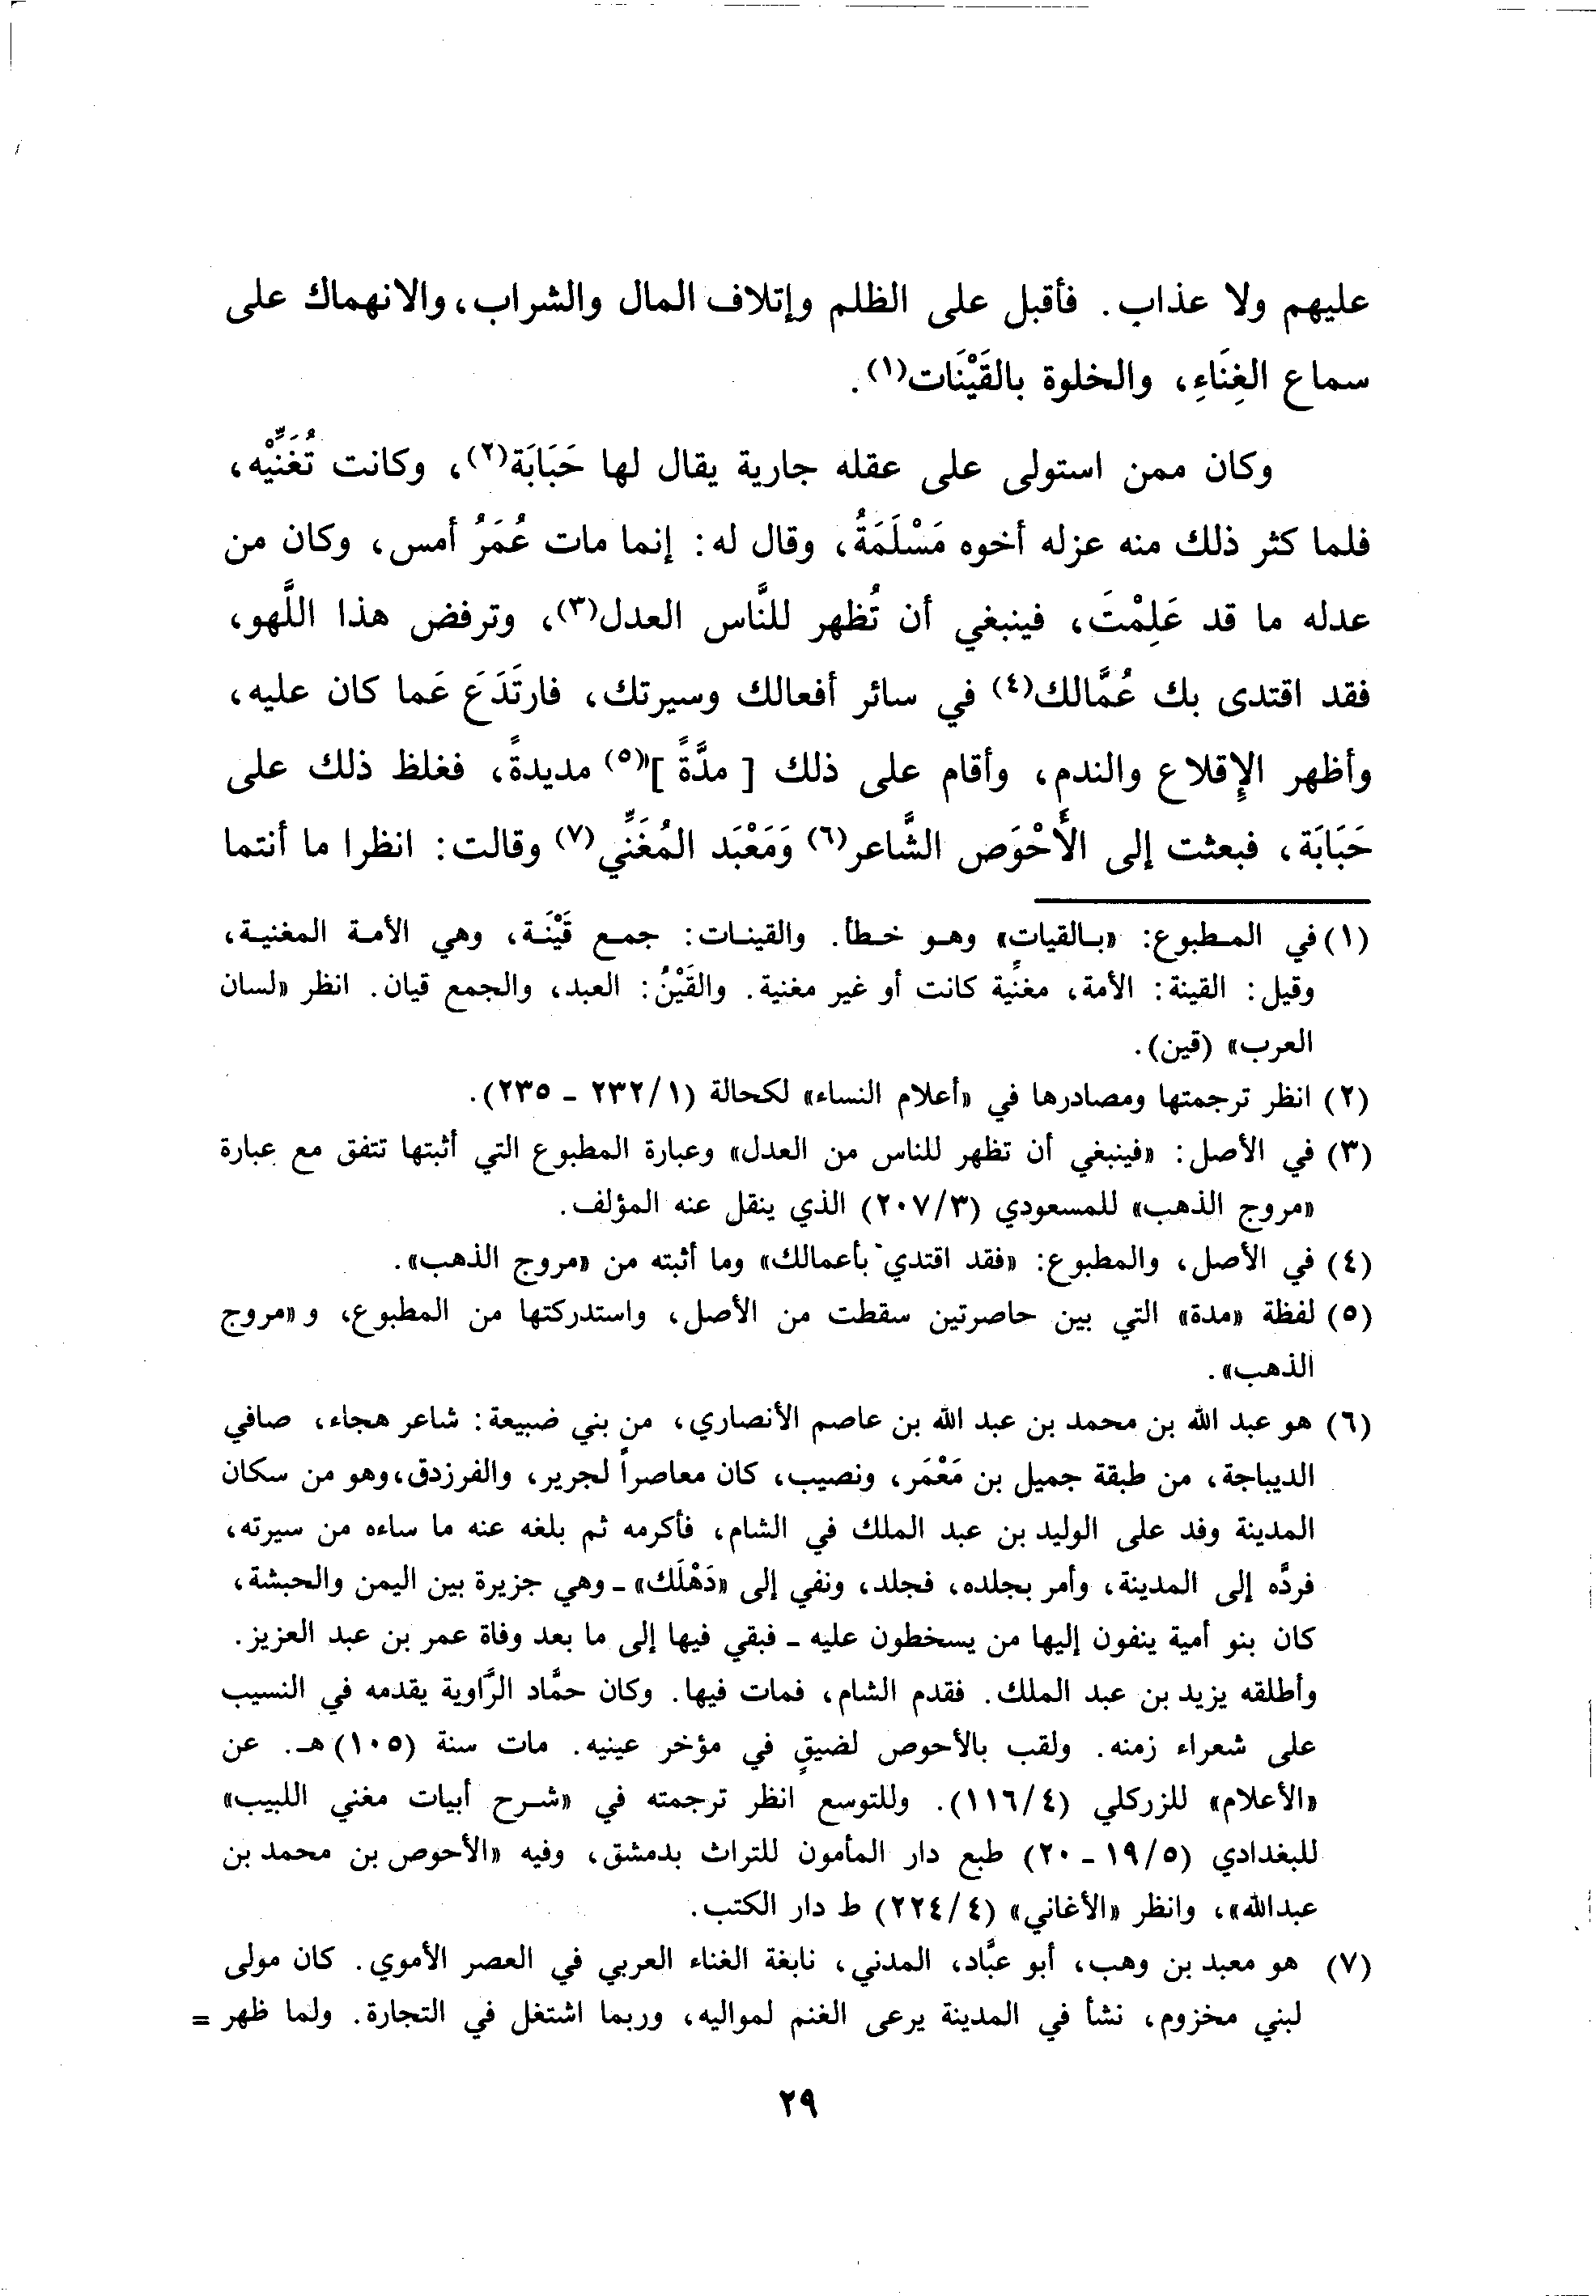 عليهم ولا عذاب. فأقبل على الظلم وإتلاف المال والشراب، والانهماك على
سماع الغِنَاءِ، والخلوة بالقَيْنَات(١).
وكان ممن استولى على عقله جارية يقال لها حَبَابَة(٢)، وكانت تُغَنِّيْه،
فلما كثر ذلك منه عزله أخوه مَسْلَمَةُ، وقال له: إنما مات عُمَرُ أمس، وكان من
عدله ما قد عَلِمْتَ، فينبغي أن تُظهر للنَّاس العدل(٣)، وترفض هذا اللَّهو،
فقد اقتدى بك عُمَّالك(٤) في سائر أفعالك وسيرتك، فارتَدَعَ عَما كان عليه،
وأظهر الإِقلاع والندم، وأقام على ذلك [ مدَّةً ]"(٥) مديدةً، فغلظ ذلك على
حَبَابَة، فبعثت إلى الأَحْوَص الشَّاعر(٦) وَمَعْبَد المُغَنِّي(٧) وقالت: انظرا ما أنتما
(١) في المطبوع: «بالقيات» وهو خطأ. والقينات: جمع قَيْنَة، وهي الأمة المغنية،
وقيل: القينة: الأمة، مغنِّية كانت أو غير مغنية. والقَيْنُ: العبد، والجمع قيان. انظر «لسان
العرب» (قين).
(٢) انظر ترجمتها ومصادرها في «أعلام النساء» لكحالة (٢٣٢/١ - ٢٣٥).
(٣) في الأصل: «فينبغي أن تظهر للناس من العدل» وعبارة المطبوع التي أثبتها تتفق مع عبارة
«مروج الذهب» للمسعودي (٢٠٧/٣) الذي ينقل عنه المؤلف.
(٤) في الأصل، والمطبوع: «فقد اقتدي بأعمالك» وما أثبته من «مروج الذهب».
(٥) لفظة «مدة» التي بين حاصرتين سقطت من الأصل، واستدركتها من المطبوع، و «مروج
الذهب».
(٦) هو عبد الله بن محمد بن عبد الله بن عاصم الأنصاري، من بني ضبيعة: شاعر هجاء، صافي
الديباجة، من طبقة جميل بن مَعْمَر، ونصيب، كان معاصراً لجرير، والفرزدق،وهو من سكان
المدينة وفد على الوليد بن عبد الملك في الشام، فأكرمه ثم بلغه عنه ما ساءه من سيرته،
فردَّه إلى المدينة، وأمر بجلده، فجلد، ونفي إلى «دَهْلَك» - وهي جزيرة بين اليمن والحبشة،
كان بنو أمية ينفون إليها من يسخطون عليه - فبقي فيها إلى ما بعد وفاة عمر بن عبد العزيز.
وأطلقه يزيد بن عبد الملك. فقدم الشام، فمات فيها. وكان حمَّاد الرَّاوية يقدمه في النسيب
على شعراء زمنه. ولقب بالأحوص لضيقٍ في مؤخر عينيه. مات سنة (١٠٥) هـ. عن
«الأعلام» للزركلي (١١٦/٤). وللتوسع انظر ترجمته في «شرح أبيات مغني اللبيب»
للبغدادي (١٩/٥ - ٢٠) طبع دار المأمون للتراث بدمشق، وفيه «الأحوص بن محمد بن
عبدالله»، وانظر «الأغاني» (٢٢٤/٤) ط دار الكتب.
(٧) هو معبد بن وهب، أبو عبَّاد، المدني، نابغة الغناء العربي في العصر الأموي. كان مولى
لبني مخزوم، نشأ في المدينة يرعى الغنم لمواليه، وربما اشتغل في التجارة. ولما ظهر =
٢٩